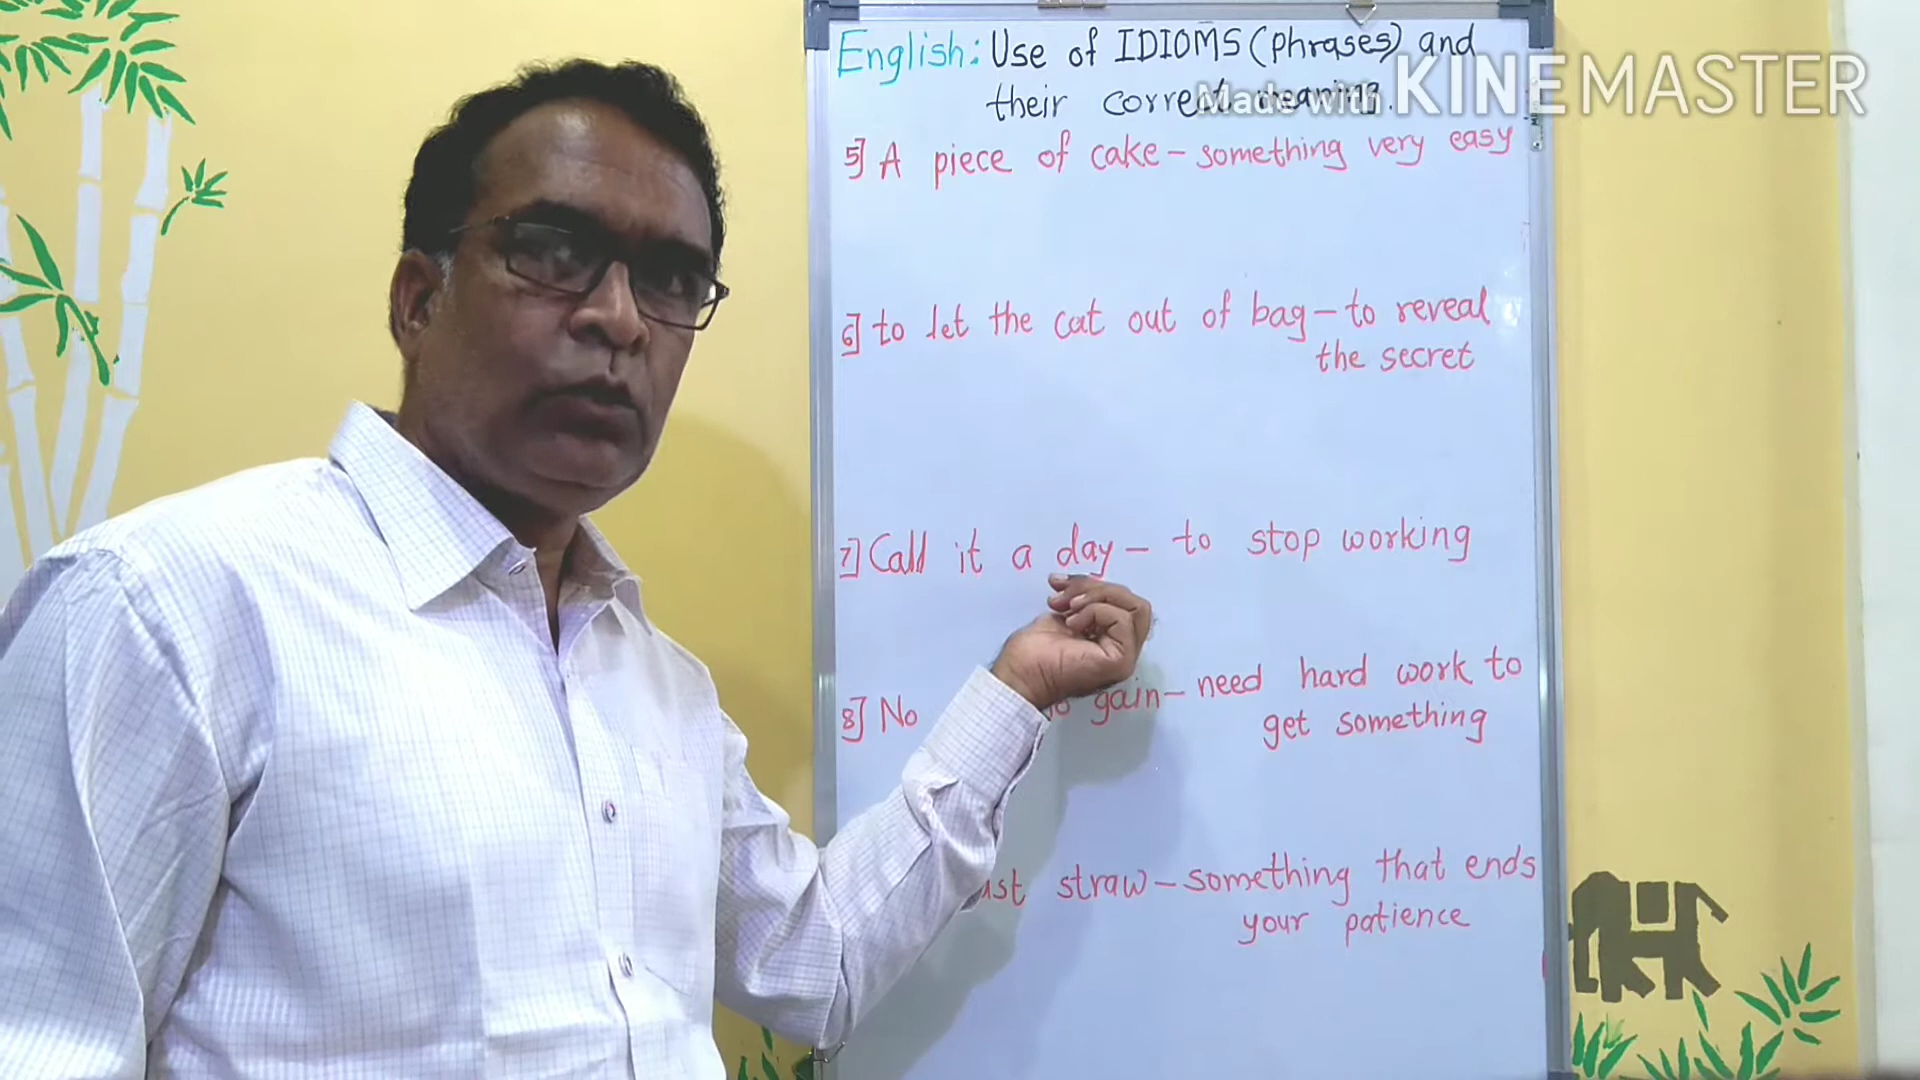 English: Use of IDIOMS (phrases) and
their correct meaning.
Made with KINEMASTER
5] A piece of cake - something very easy
6] to let the cat out of bag - to reveal
the secret
7] Call it a day - to stop working
8] No gain - need hard work to
get something
straw - something that ends
your patience